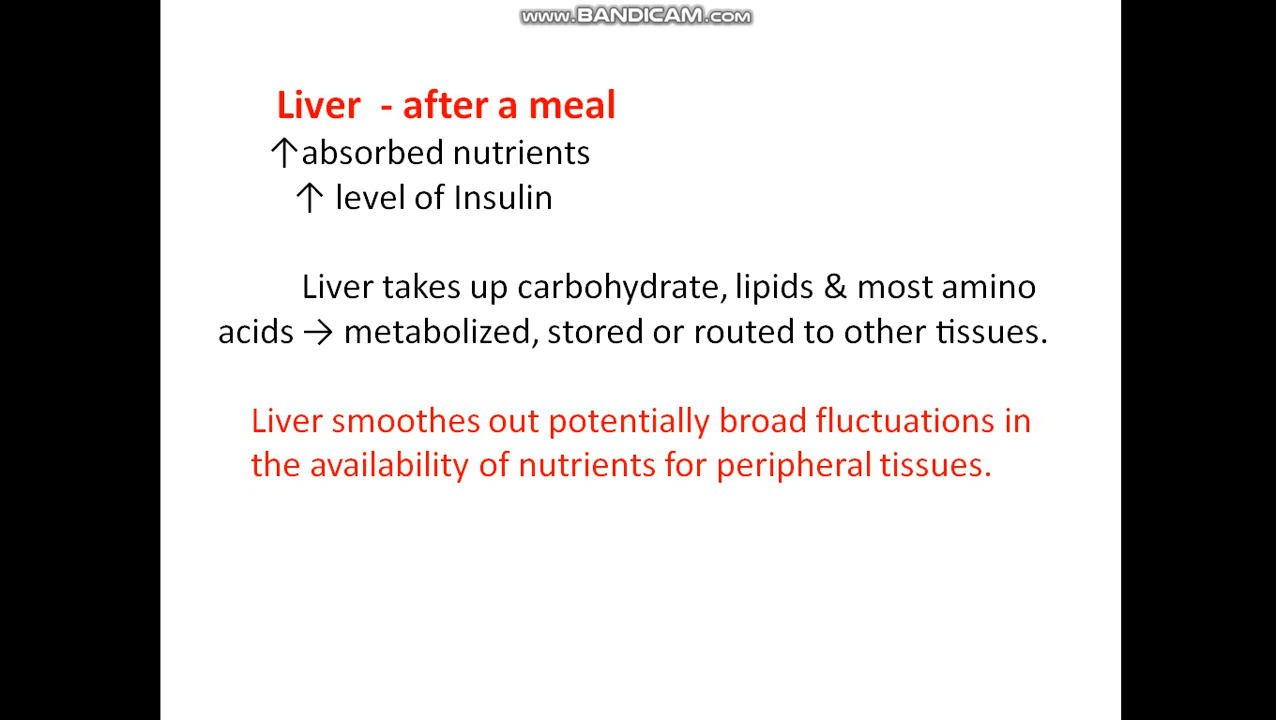 www.BANDICAM.com
Liver - after a meal
↑absorbed nutrients
↑ level of Insulin
Liver takes up carbohydrate, lipids & most amino
acids → metabolized, stored or routed to other tissues.
Liver smoothes out potentially broad fluctuations in
the availability of nutrients for peripheral tissues.